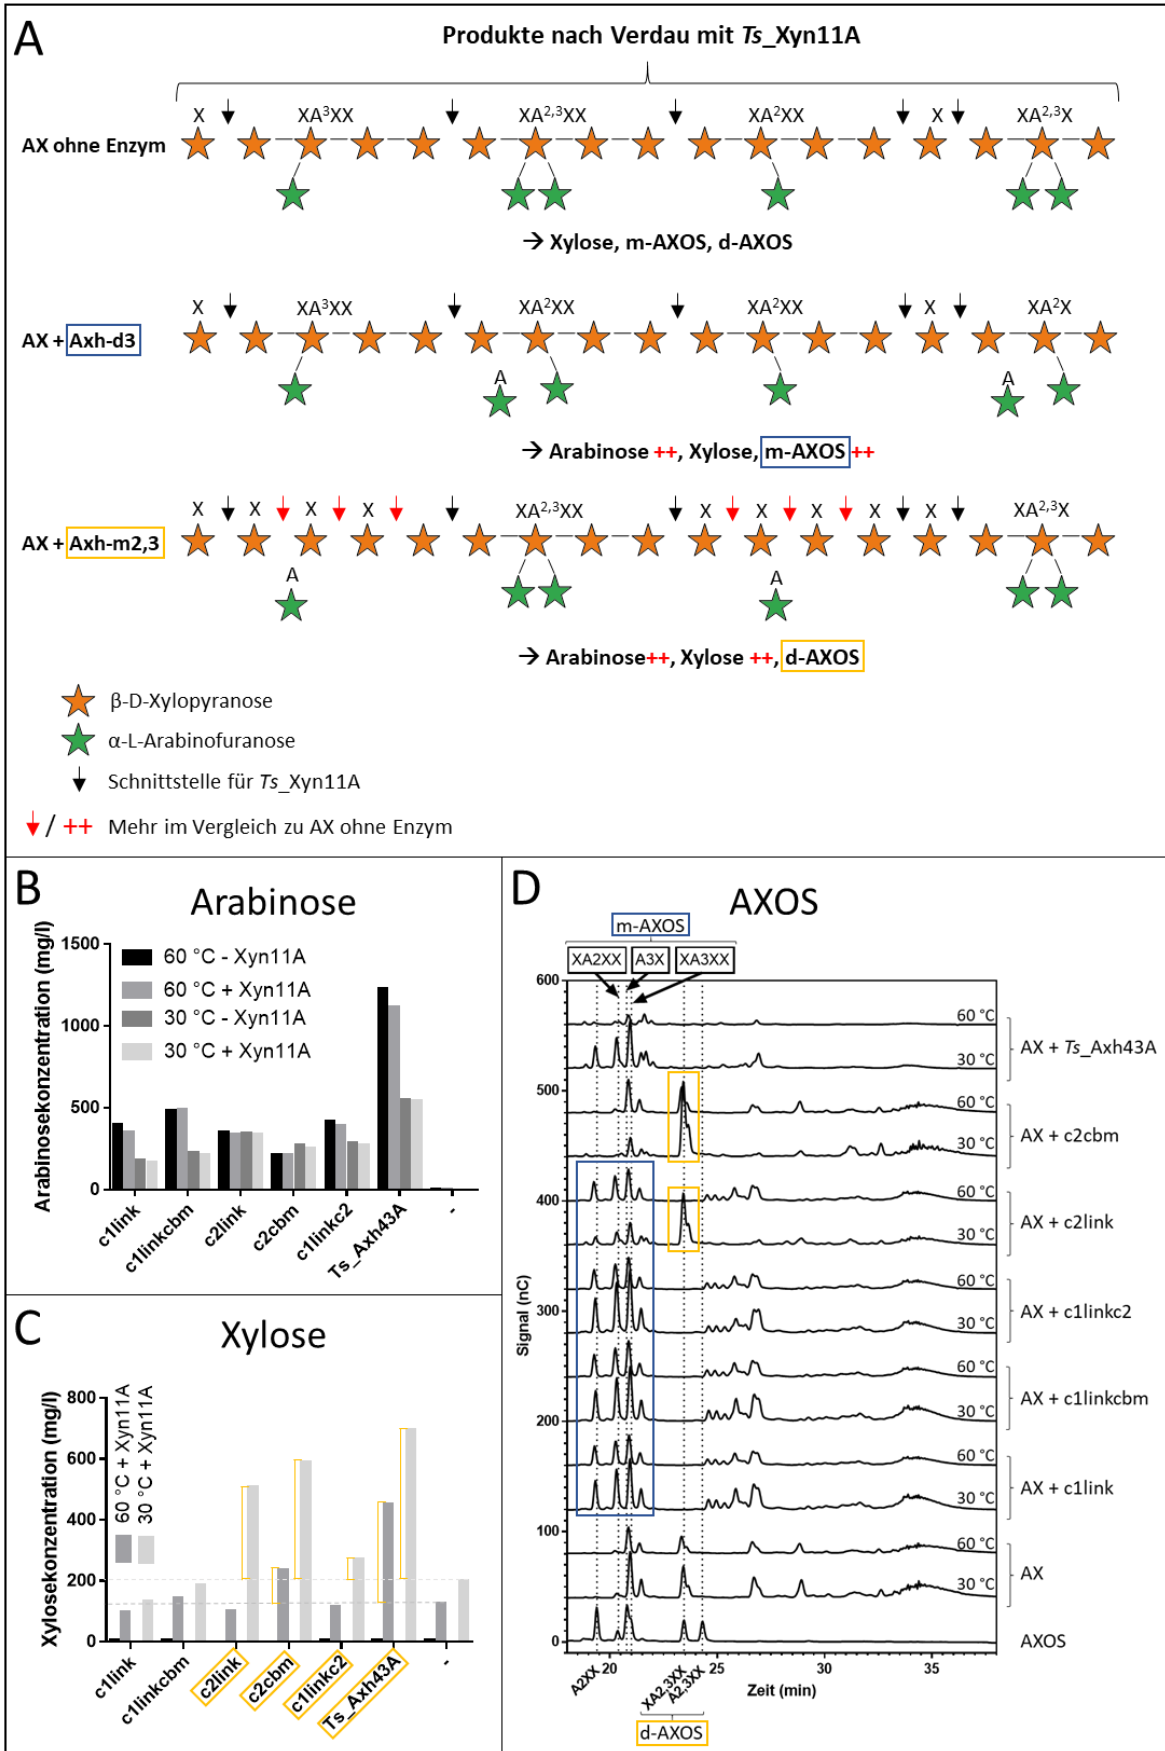 A
Produkte nach Verdau mit Ts_Xyn11A
X XA³XX XA²,³XX XA²XX X XA²,³X
AX ohne Enzym
→ Xylose, m-AXOS, d-AXOS
X XA³XX XA²XX XA²XX X XA²X
AX + Axh-d3
A A
→ Arabinose ++, Xylose, m-AXOS ++
X X X X XA²,³XX X X X X X XA²,³X
AX + Axh-m2,3
A A
→ Arabinose++, Xylose ++, d-AXOS
β-D-Xylopyranose
α-L-Arabinofuranose
Schnittstelle für Ts_Xyn11A
/ ++ Mehr im Vergleich zu AX ohne Enzym
B
Arabinose
Arabinosekonzentration (mg/l)
1500
1000
500
0
60 °C - Xyn11A
60 °C + Xyn11A
30 °C - Xyn11A
30 °C + Xyn11A
c1link
c1linkcbm
c2link
c2cbm
c1linkc2
Ts_Axh43A
-
C
Xylose
Xylosekonzentration (mg/l)
800
600
400
200
0
60 °C + Xyn11A
30 °C + Xyn11A
c1link
c1linkcbm
c2link
c2cbm
c1linkc2
Ts_Axh43A
-
D
AXOS
m-AXOS
XA2XX A3X XA3XX
Signal (nC)
600
500
400
300
200
100
0
60 °C
30 °C
AX + Ts_Axh43A
60 °C
30 °C
AX + c2cbm
60 °C
30 °C
AX + c2link
60 °C
30 °C
AX + c1linkc2
60 °C
30 °C
AX + c1linkcbm
60 °C
30 °C
AX + c1link
60 °C
30 °C
AX
AXOS
20 25 30 35
Zeit (min)
A2XX
XA2,3XX
A2,3XX
d-AXOS